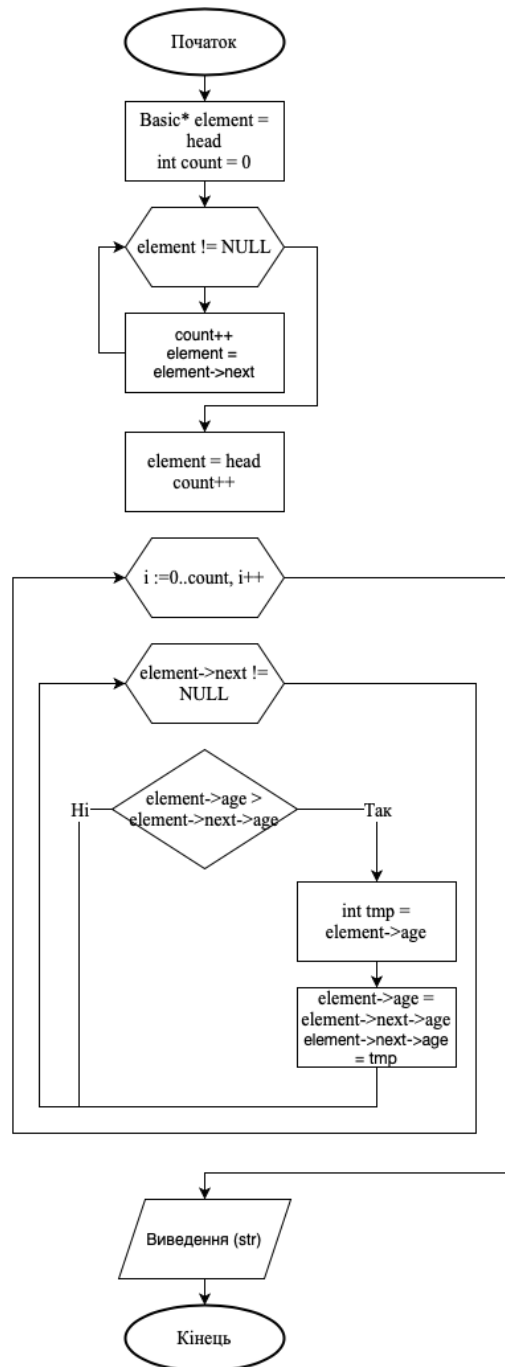 Початок
Basic* element =
head
int count = 0
element != NULL
count++
element =
element->next
element = head
count++
i :=0..count, i++
element->next !=
NULL
element->age >
element->next->age
Ні
Так
int tmp =
element->age
element->age =
element->next->age
element->next->age
= tmp
Виведення (str)
Кінець